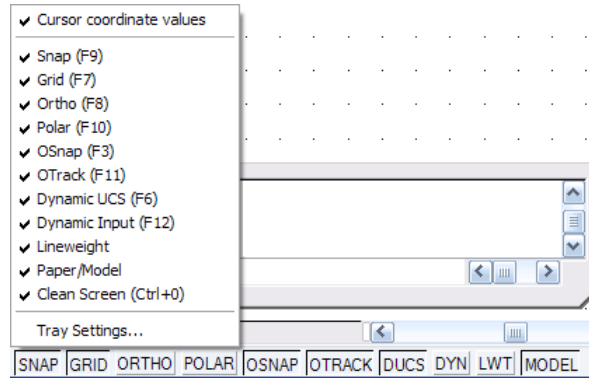 Cursor coordinate values
Snap (F9)
Grid (F7)
Ortho (F8)
Polar (F10)
OSnap (F3)
OTrack (F11)
Dynamic UCS (F6)
Dynamic Input (F12)
Lineweight
Paper/Model
Clean Screen (Ctrl+0)
Tray Settings...
SNAP GRID ORTHO POLAR OSNAP OTRACK DUCS DYN LWT MODEL